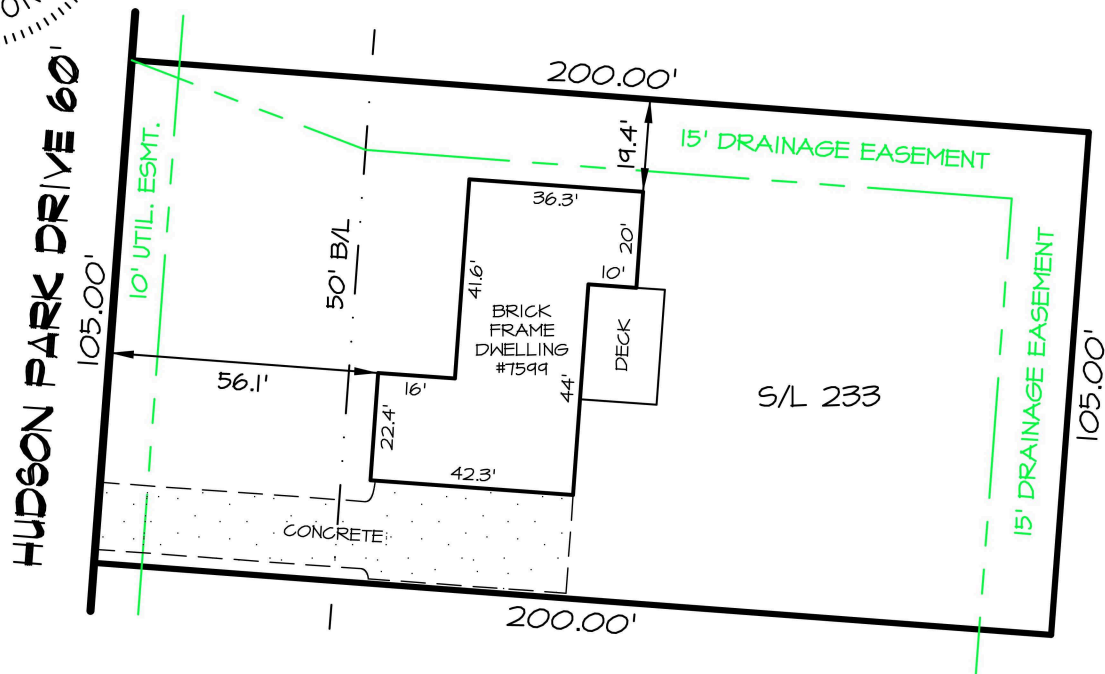 ON
HUDSON PARK DRIVE 60'
105.00'
10' UTIL. ESMT.
50' B/L
200.00'
19.4'
15' DRAINAGE EASEMENT
36.3'
20'
10'
41.6'
BRICK
FRAME
DWELLING
#7599
DECK
44'
56.1'
16'
22.4'
42.3'
S/L 233
15' DRAINAGE EASEMENT
105.00'
CONCRETE
200.00'